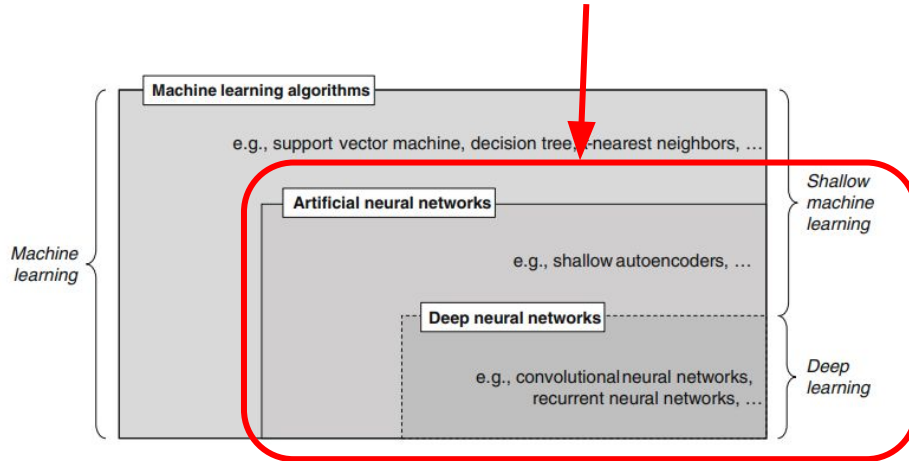 Machine learning algorithms
e.g., support vector machine, decision tree, -nearest neighbors, …
Artificial neural networks
Shallow
machine
learning
Machine
learning
e.g., shallow autoencoders, …
Deep neural networks
e.g., convolutional neural networks,
recurrent neural networks, …
Deep
learning